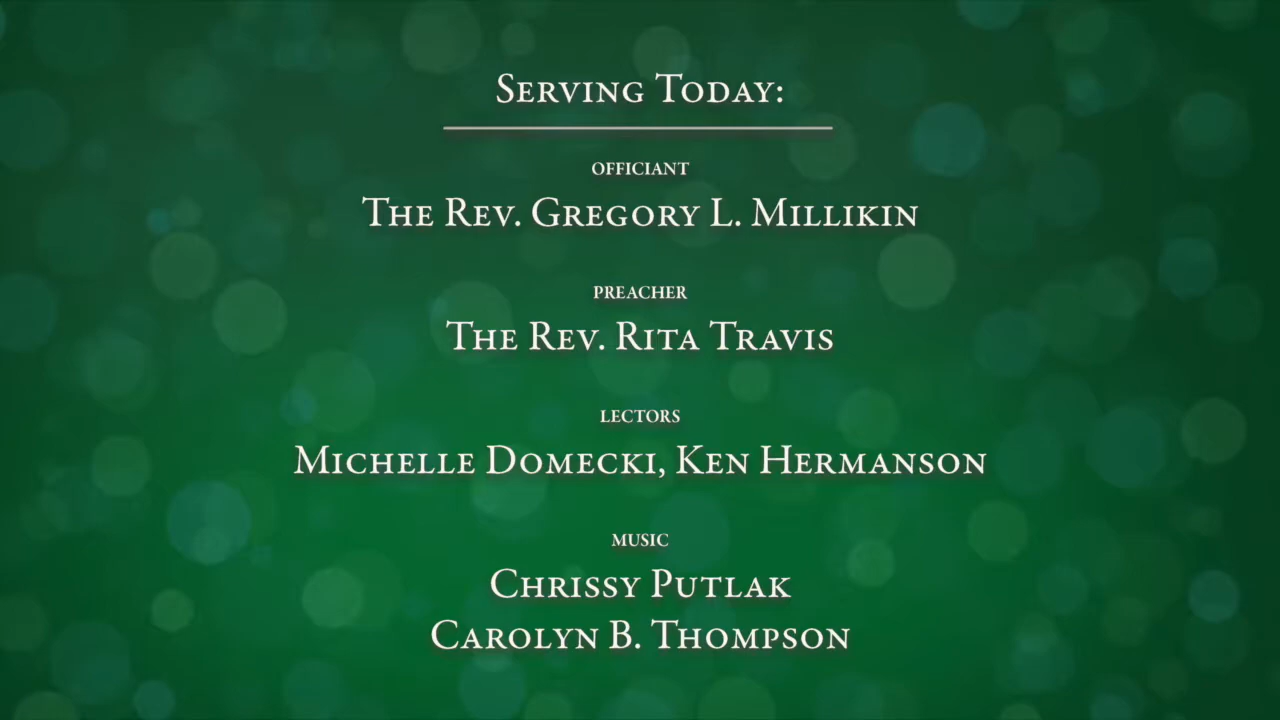 Serving Today:
OFFICIANT
The Rev. Gregory L. Millikin
PREACHER
The Rev. Rita Travis
LECTORS
Michelle Domecki, Ken Hermanson
MUSIC
Chrissy Putlak
Carolyn B. Thompson